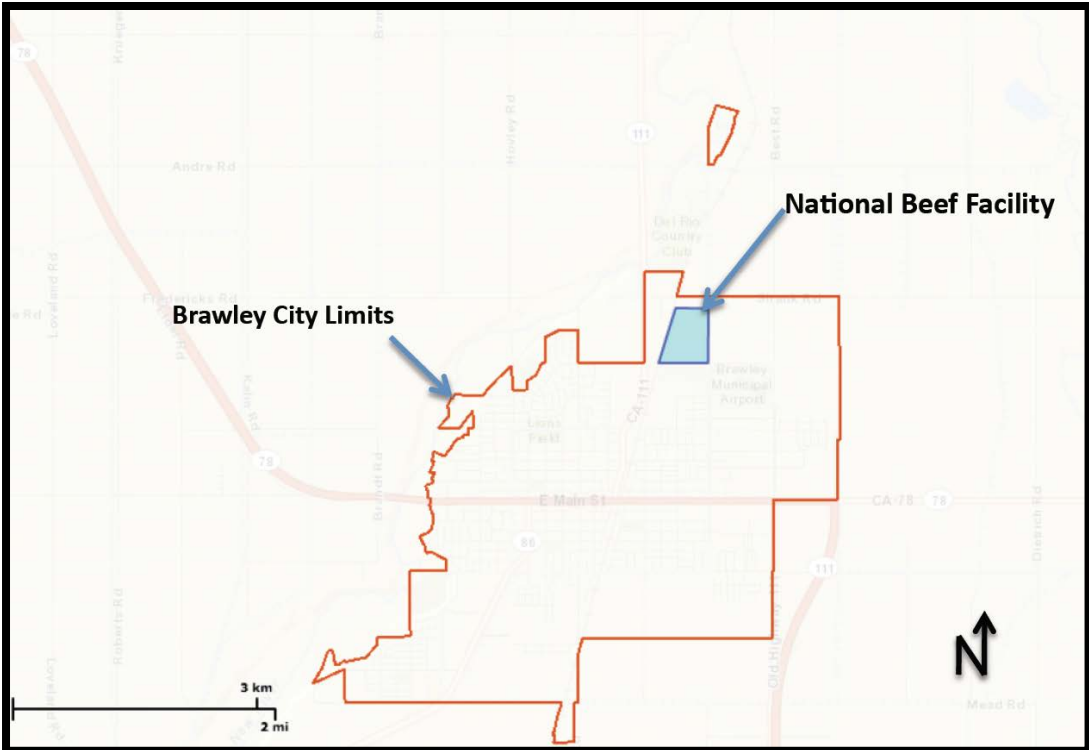 78
Andre Rd
Hovley Rd
111
Best Rd
National Beef Facility
Del Rio
Country
Club
Loveland Rd
Fredericks Rd
e Rd
Brawley City Limits
Kalin Rd
Brawley
Municipal
Airport
CA-111
Lions
Park
78
Brandt Rd
E Main St
CA-78
78
Dietrich Rd
86
111
Roberts Rd
Old Highway 111
N
3 km
2 mi
Mead Rd